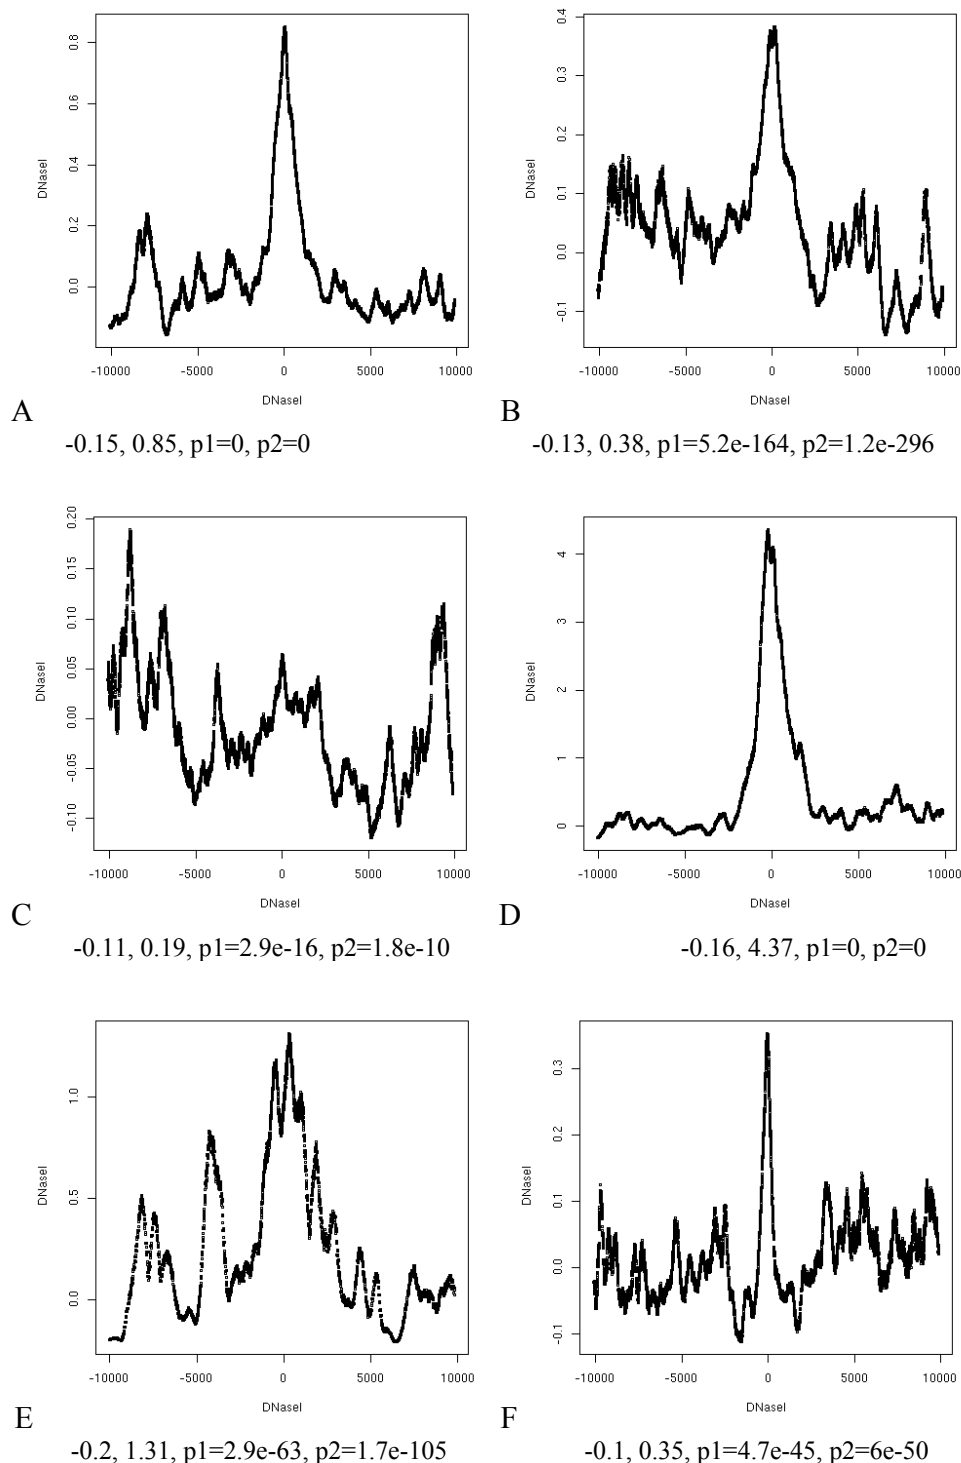 0.8
0.6
0.4
0.2
0.0
DNaseI
-10000 -5000 0 5000 10000
DNaseI
A
-0.15, 0.85, p1=0, p2=0
0.4
0.3
0.2
0.1
0.0
-0.1
DNaseI
-10000 -5000 0 5000 10000
DNaseI
B
-0.13, 0.38, p1=5.2e-164, p2=1.2e-296
0.20
0.15
0.10
0.05
0.00
-0.05
-0.10
DNaseI
-10000 -5000 0 5000 10000
DNaseI
C
-0.11, 0.19, p1=2.9e-16, p2=1.8e-10
4
3
2
1
0
DNaseI
-10000 -5000 0 5000 10000
DNaseI
D
-0.16, 4.37, p1=0, p2=0
1.0
0.5
0.0
DNaseI
-10000 -5000 0 5000 10000
DNaseI
E
-0.2, 1.31, p1=2.9e-63, p2=1.7e-105
0.3
0.2
0.1
0.0
-0.1
DNaseI
-10000 -5000 0 5000 10000
DNaseI
F
-0.1, 0.35, p1=4.7e-45, p2=6e-50